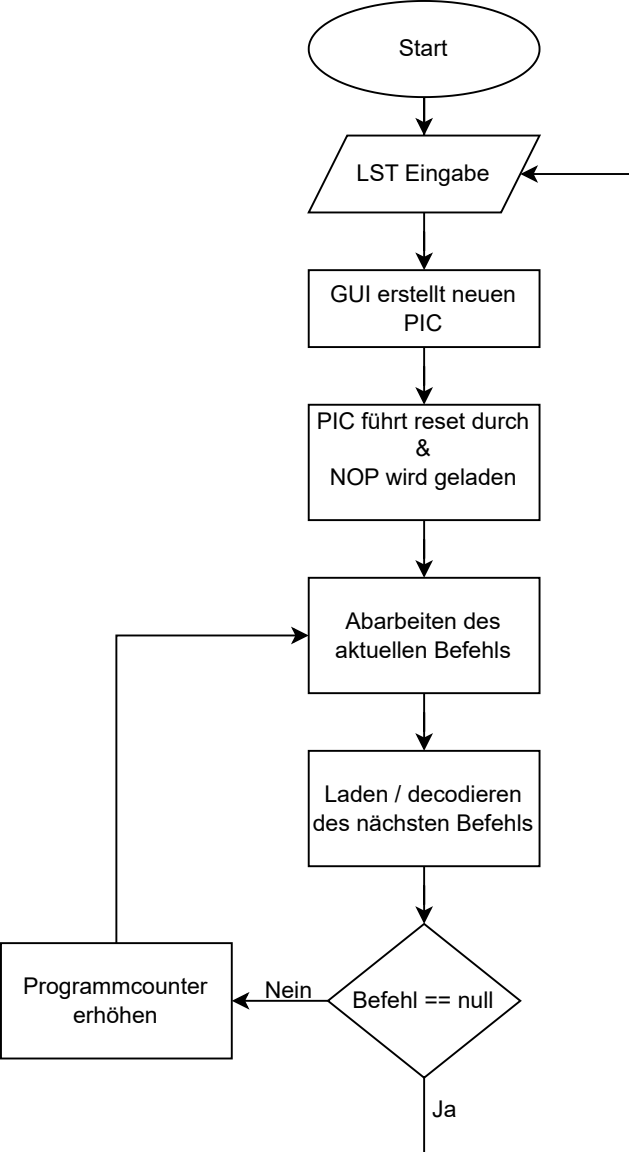 Start
LST Eingabe
GUI erstellt neuen
PIC
PIC führt reset durch
&
NOP wird geladen
Abarbeiten des
aktuellen Befehls
Laden / decodieren
des nächsten Befehls
Befehl == null
Nein
Programmcounter
erhöhen
Ja